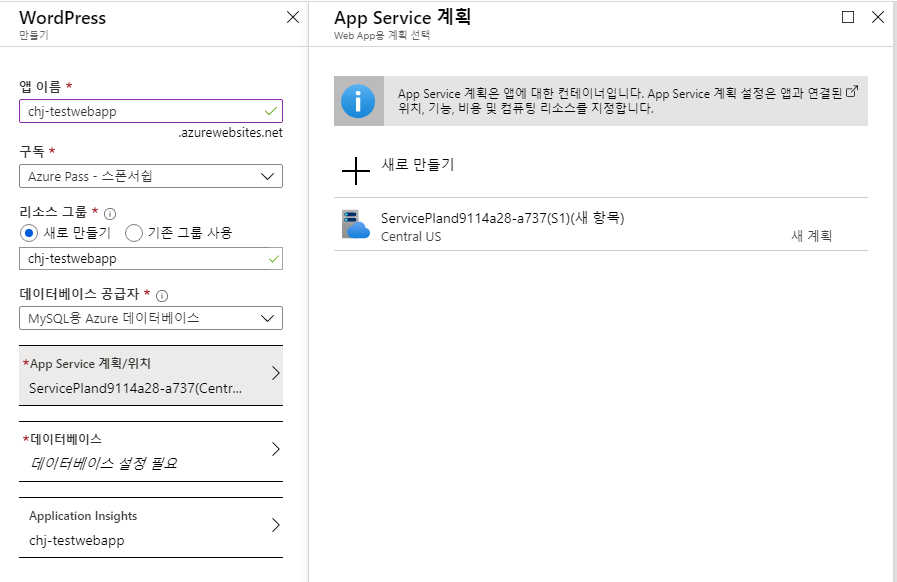 WordPress
만들기
앱 이름 *
chj-testwebapp
.azurewebsites.net
구독 *
Azure Pass - 스폰서쉽
리소스 그룹 *
새로 만들기 기존 그룹 사용
chj-testwebapp
데이터베이스 공급자 *
MySQL용 Azure 데이터베이스
*App Service 계획/위치
ServicePland9114a28-a737(Centr...
*데이터베이스
데이터베이스 설정 필요
Application Insights
chj-testwebapp
App Service 계획
Web App용 계획 선택
App Service 계획은 앱에 대한 컨테이너입니다. App Service 계획 설정은 앱과 연결된
위치, 기능, 비용 및 컴퓨팅 리소스를 지정합니다.
새로 만들기
ServicePland9114a28-a737(S1)(새 항목)
Central US
새 계획